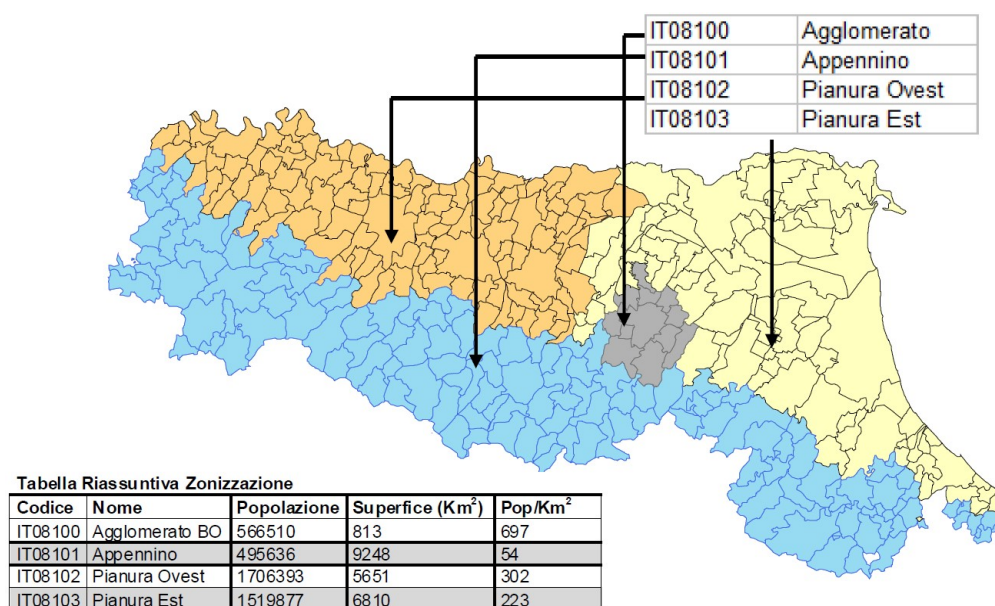 IT08100 Agglomerato
IT08101 Appennino
IT08102 Pianura Ovest
IT08103 Pianura Est
Tabella Riassuntiva Zonizzazione
Codice Nome Popolazione Superfice (Km²) Pop/Km²
IT08100 Agglomerato BO 566510 813 697
IT08101 Appennino 495636 9248 54
IT08102 Pianura Ovest 1706393 5651 302
IT08103 Pianura Est 1519877 6810 223